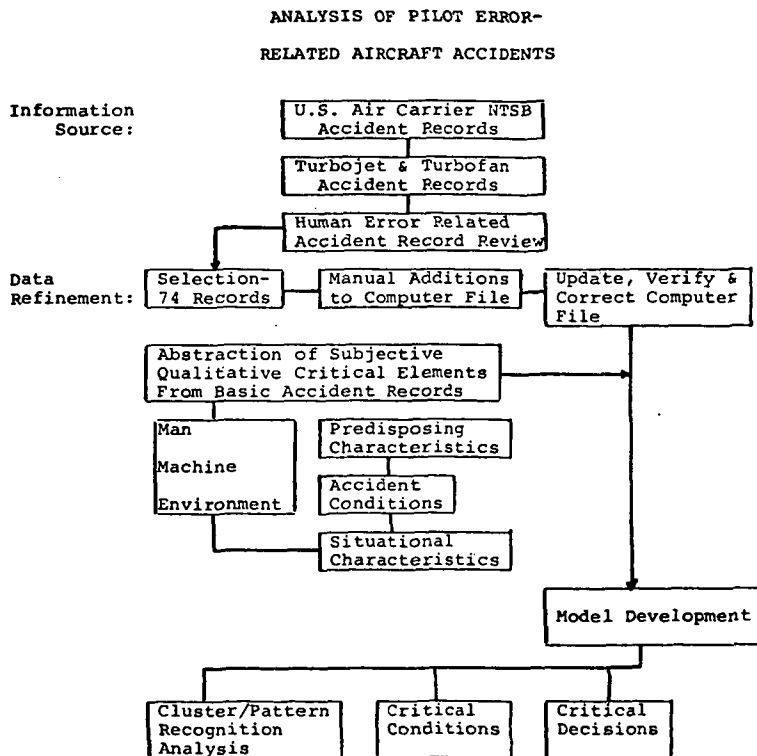 ANALYSIS OF PILOT ERROR-
RELATED AIRCRAFT ACCIDENTS
Information
Source:
U.S. Air Carrier NTSB
Accident Records
Turbojet & Turbofan
Accident Records
Human Error Related
Accident Record Review
Data
Refinement:
Selection-
74 Records
Manual Additions
to Computer File
Update, Verify &
Correct Computer
File
Abstraction of Subjective
Qualitative Critical Elements
From Basic Accident Records
Man
Machine
Environment
Predisposing
Characteristics
Accident
Conditions
Situational
Characteristics
Model Development
Cluster/Pattern
Recognition
Analysis
Critical
Conditions
Critical
Decisions